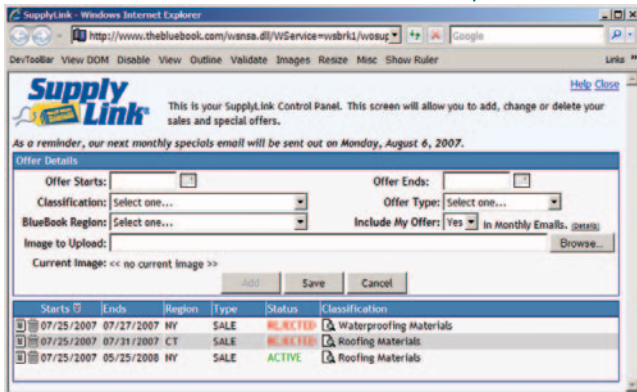 SupplyLink - Windows Internet Explorer
http://www.thebluebook.com/wsnsa.dll/WService=wsbrk1/wosup
Google
DevToolBar View DOM Disable View Outline Validate Images Resize Misc Show Ruler Links »
Help Close
Supply Link
This is your SupplyLink Control Panel. This screen will allow you to add, change or delete your
sales and special offers.
As a reminder, our next monthly specials email will be sent out on Monday, August 6, 2007.
Offer Details
Offer Starts: Offer Ends:
Classification: Select one... Offer Type: Select one...
BlueBook Region: Select one... Include My Offer: Yes in Monthly Emails. (Details)
Image to Upload: Browse...
Current Image: << no current image >>
Add Save Cancel
Starts Ends Region Type Status Classification
07/25/2007 07/27/2007 NY SALE REJECTED Waterproofing Materials
07/25/2007 07/31/2007 CT SALE REJECTED Roofing Materials
07/25/2007 05/25/2008 NY SALE ACTIVE Roofing Materials